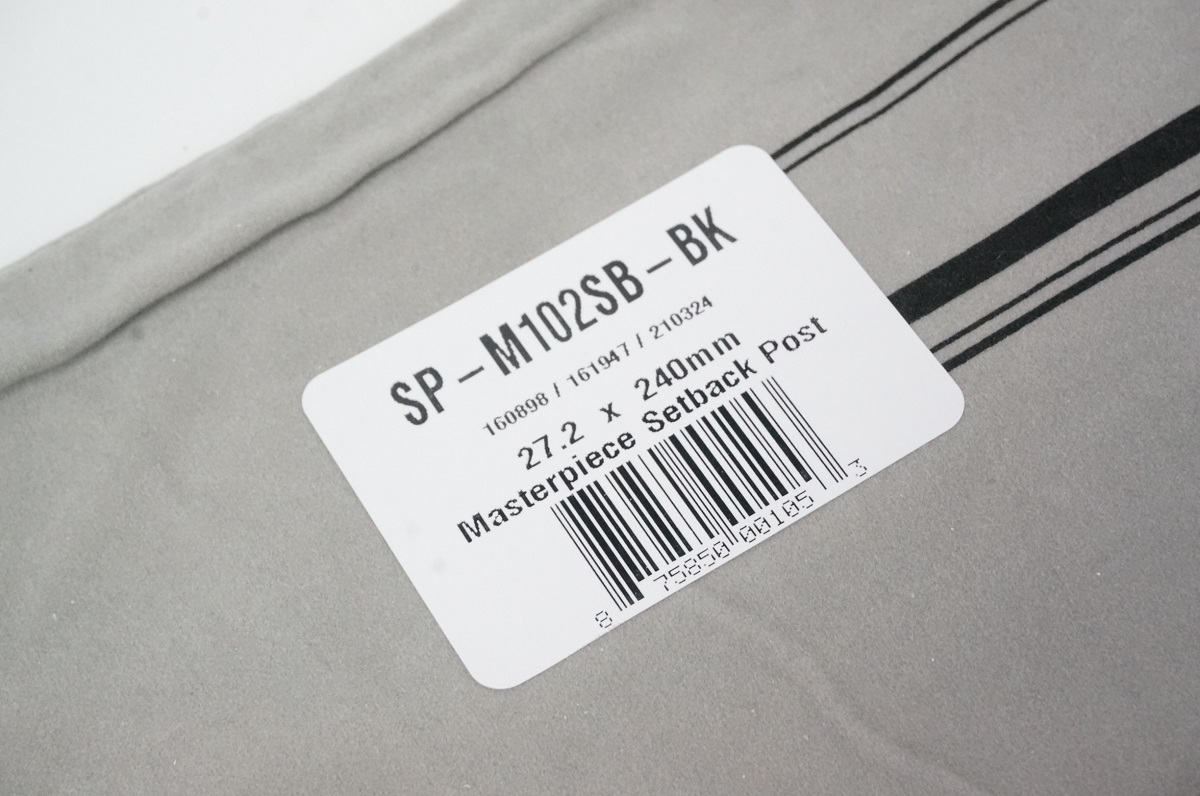 SP – M102SB – BK
160898 / 161947 / 210324
27.2 x 240mm
Masterpiece Setback Post
8 75850 00105 3